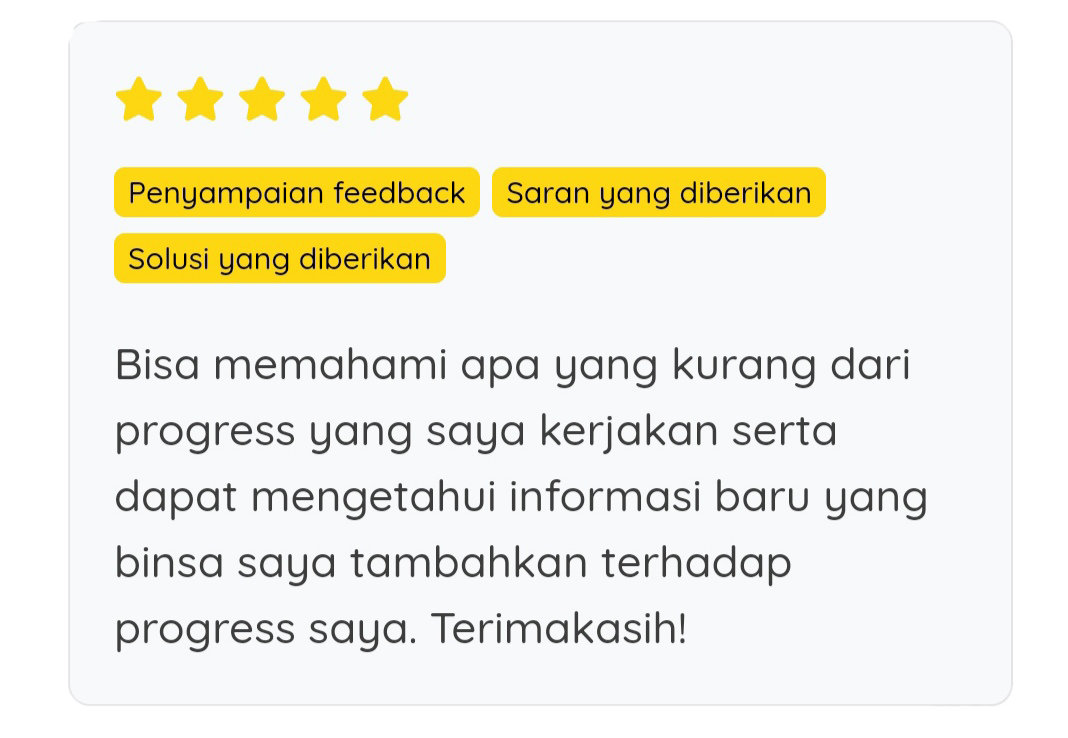 Penyampaian feedback Saran yang diberikan
Solusi yang diberikan
Bisa memahami apa yang kurang dari
progress yang saya kerjakan serta
dapat mengetahui informasi baru yang
binsa saya tambahkan terhadap
progress saya. Terimakasih!